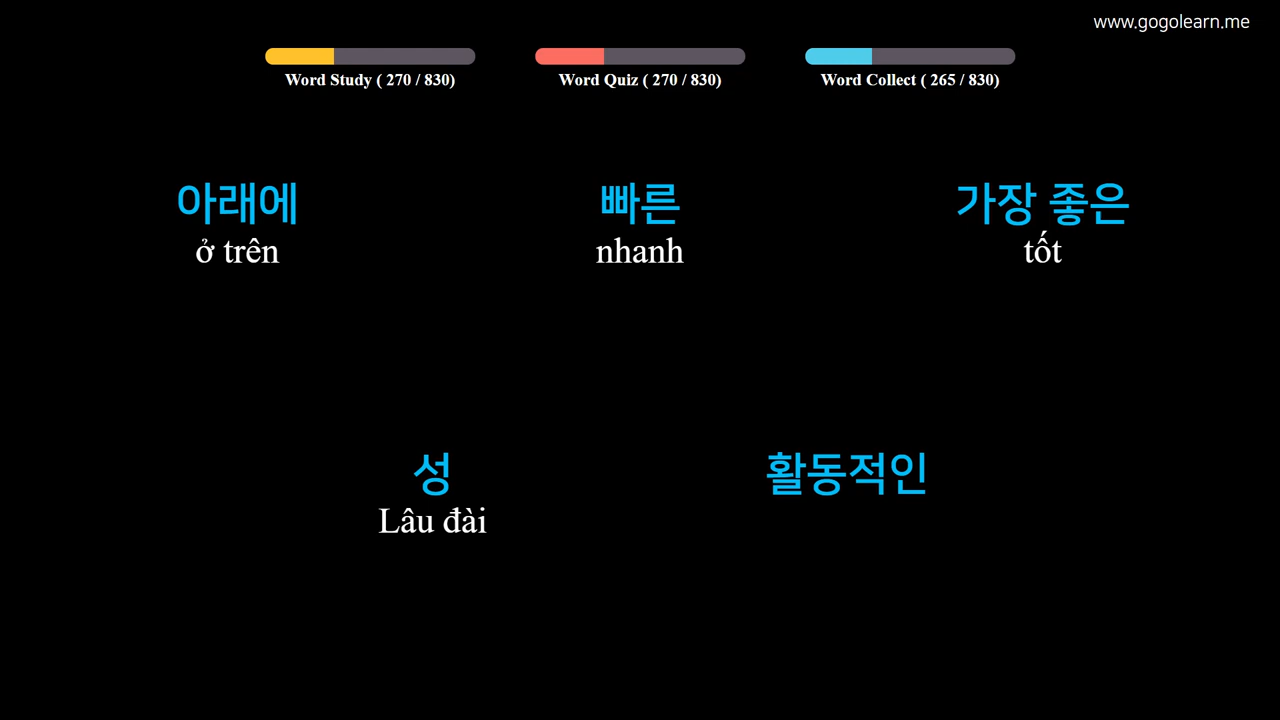 www.gogolearn.me
Word Study ( 270 / 830)
Word Quiz ( 270 / 830)
Word Collect ( 265 / 830)
아래에
ở trên
빠른
nhanh
가장 좋은
tốt
성
Lâu đài
활동적인